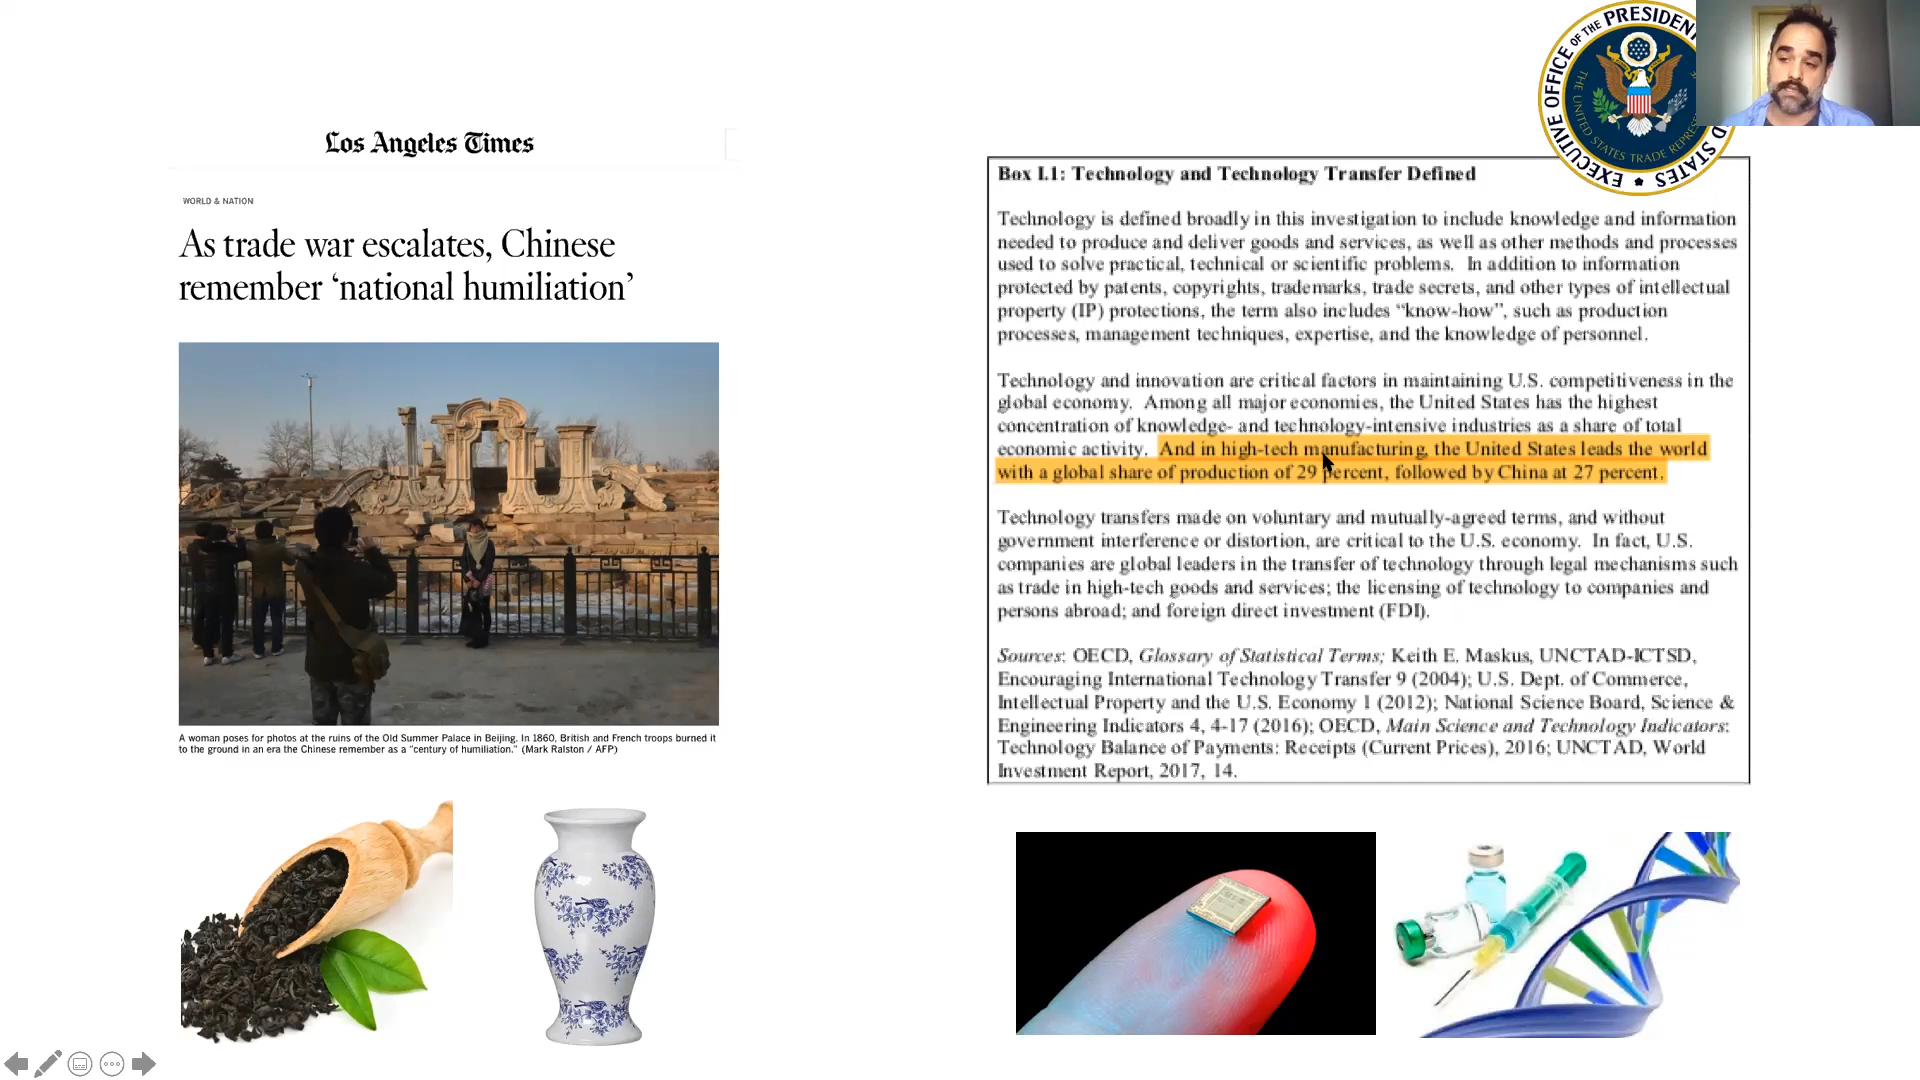 Los Angeles Times
WORLD & NATION
As trade war escalates, Chinese
remember ‘national humiliation’
A woman poses for photos at the ruins of the Old Summer Palace in Beijing. In 1860, British and French troops burned it
to the ground in an era the Chinese remember as a “century of humiliation.” (Mark Ralston / AFP)
EXECUTIVE OFFICE OF THE PRESIDEN
STATES
THE UNITED STATES TRADE
Box I.1: Technology and Technology Transfer Defined
Technology is defined broadly in this investigation to include knowledge and information
needed to produce and deliver goods and services, as well as other methods and processes
used to solve practical, technical or scientific problems. In addition to information
protected by patents, copyrights, trademarks, trade secrets, and other types of intellectual
property (IP) protections, the term also includes “know-how”, such as production
processes, management techniques, expertise, and the knowledge of personnel.
Technology and innovation are critical factors in maintaining U.S. competitiveness in the
global economy. Among all major economies, the United States has the highest
concentration of knowledge- and technology-intensive industries as a share of total
economic activity. And in high-tech manufacturing, the United States leads the world
with a global share of production of 29 percent, followed by China at 27 percent.
Technology transfers made on voluntary and mutually-agreed terms, and without
government interference or distortion, are critical to the U.S. economy. In fact, U.S.
companies are global leaders in the transfer of technology through legal mechanisms such
as trade in high-tech goods and services; the licensing of technology to companies and
persons abroad; and foreign direct investment (FDI).
Sources: OECD, Glossary of Statistical Terms; Keith E. Maskus, UNCTAD-ICTSD,
Encouraging International Technology Transfer 9 (2004); U.S. Dept. of Commerce,
Intellectual Property and the U.S. Economy 1 (2012); National Science Board, Science &
Engineering Indicators 4, 4-17 (2016); OECD, Main Science and Technology Indicators:
Technology Balance of Payments: Receipts (Current Prices), 2016; UNCTAD, World
Investment Report, 2017, 14.